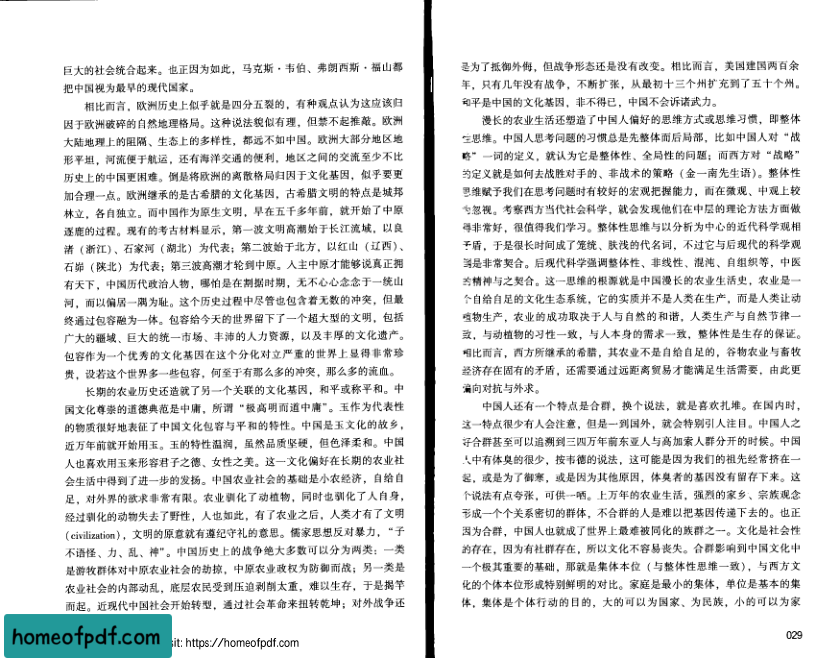 巨大的社会统合起来。也正因为如此，马克斯·韦伯、弗朗西斯·福山都
把中国视为最早的现代国家。
相比而言，欧洲历史上似乎就是四分五裂的，有种观点认为这应该归
因于欧洲破碎的自然地理格局。这种说法貌似有理，但禁不起推敲。欧洲
大陆地理上的阻隔、生态上的多样性，都远不如中国。欧洲大部分地区地
形平坦，河流便于航运，还有海洋交通的便利，地区之间的交流至少不比
历史上的中国更困难。倒是将欧洲的离散格局归因于文化基因，似乎要更
加合理一点。欧洲继承的是古希腊的文化基因，古希腊文明的特点是城邦
林立，各自独立。而中国作为原生文明，早在五千多年前，就开始了中原
逐鹿的过程。现有的考古材料显示，第一波文明高潮始于长江流域，以良
渚（浙江）、石家河（湖北）为代表；第二波始于北方，以红山（辽西）、
石峁（陕北）为代表；第三波高潮才轮到中原。入主中原才能够说真正拥
有天下，中国历代政治人物，哪怕是在割据时期，无不心心念念于一统山
河，而以偏居一隅为耻。这个历史过程中尽管也包含着无数的冲突，但最
终通过包容融为一体。包容给今天的世界留下了一个超大型的文明，包括
广大的疆域、巨大的统一市场、丰沛的人力资源，以及丰厚的文化遗产。
包容作为一个优秀的文化基因在这个分化对立严重的世界上显得非常珍
贵，设若这个世界多一些包容，何至于有那么多的冲突，那么多的流血。
长期的农业历史还造就了另一个关联的文化基因，和平或称平和。中
国文化尊崇的道德典范是中庸，所谓“极高明而道中庸”。玉作为代表性
的物质很好地表征了中国文化包容与平和的特性。中国是玉文化的故乡，
近万年前就开始用玉。玉的特性温润，虽然品质坚硬，但色泽柔和。中国
人也喜欢用玉来形容君子之德、女性之美。这一文化偏好在长期的农业社
会生活中得到了进一步的发扬。中国农业社会的基础是小农经济，自给自
足，对外界的欲求非常有限。农业驯化了动植物，同时也驯化了人自身，
经过驯化的动物失去了野性，人也如此，有了农业之后，人类才有了文明
（civilization），文明的原意就有遵纪守礼的意思。儒家思想反对暴力，“子
不语怪、力、乱、神”。中国历史上的战争绝大多数可以分为两类：一类
是游牧群体对中原农业社会的劫掠，中原农业政权为防御而战；另一类是
农业社会的内部动乱，底层农民受到压迫剥削太重，难以生存，于是揭竿
而起。近现代中国社会开始转型，通过社会革命来扭转乾坤；对外战争还
homeofpdf.com
sit: https://homeofpdf.com
是为了抵御外侮，但战争形态还是没有改变。相比而言，美国建国两百余
年，只有几年没有战争，不断扩张，从最初十三个州扩充到了五十个州。
和平是中国的文化基因，非不得已，中国不会诉诸武力。
漫长的农业生活还塑造了中国人偏好的思维方式或思维习惯，即整体
性思维。中国人思考问题的习惯总是先整体而后局部，比如中国人对“战
略”一词的定义，就认为它是整体性、全局性的问题；而西方对“战略”
的定义就是如何去战胜对手的、非战术的策略（金一南先生语）。整体性
思维赋予我们在思考问题时有较好的宏观把握能力，而在微观、中观上较
为忽视。考察西方当代社会科学，就会发现他们在中层的理论方法方面做
得非常好，很值得我们学习。整体性思维与以分析为中心的近代科学观相
矛盾，于是很长时间成了笼统、肤浅的代名词，不过它与后现代的科学观
倒是非常契合。后现代科学强调整体性、非线性、混沌、自组织等，中医
的精神与之契合。这一思维的根源就是中国漫长的农业生活史，农业是一
个自给自足的文化生态系统，它的实质并不是人类在生产，而是人类让动
植物生产，农业的成功取决于人与自然的和谐，人类生产与自然节律一
致，与动植物的习性一致，与人本身的需求一致，整体性是生存的保证。
相比而言，西方所继承的希腊，其农业不是自给自足的，谷物农业与畜牧
经济存在固有的矛盾，还需要通过远距离贸易才能满足生活需要，由此更
偏向对抗与外求。
中国人还有一个特点是合群，换个说法，就是喜欢扎堆。在国内时，
这一特点很少有人会注意，但是一到国外，就会特别引人注目。中国人之
好合群甚至可以追溯到三四万年前东亚人与高加索人群分开的时候。中国
人中有体臭的很少，按韦德的说法，这可能是因为我们的祖先经常挤在一
起，或是为了御寒，或是因为其他原因，体臭者的基因没有留存下来。这
个说法有点夸张，可供一哂。上万年的农业生活，强烈的家乡、宗族观念
形成一个个关系密切的群体，不合群的人是难以把基因传递下去的。也正
因为合群，中国人也就成了世界上最难被同化的族群之一。文化是社会性
的存在，因为有社群存在，所以文化不容易丧失。合群影响到中国文化中
一个极其重要的基础，那就是集体本位（与整体性思维一致），与西方文
化的个体本位形成特别鲜明的对比。家庭是最小的集体，单位是基本的集
体，集体是个体行动的目的，大的可以为国家、为民族，小的可以为家
029